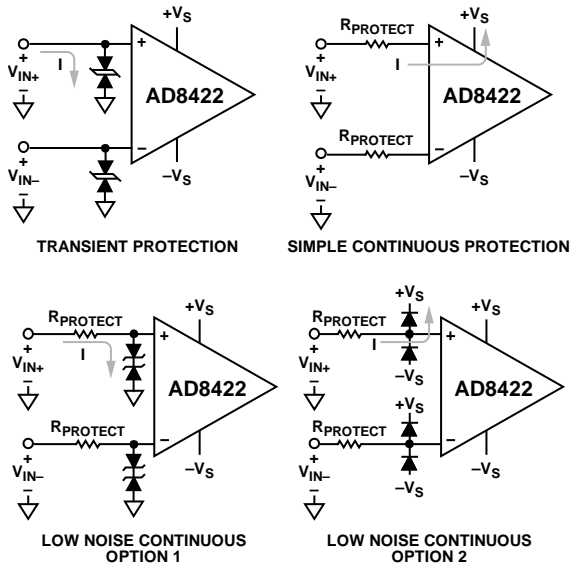 +VS
+
I
+
VIN+
–
AD8422
+
VIN–
–
–
–VS
TRANSIENT PROTECTION
+VS
RPROTECT
+
I
+
VIN+
–
AD8422
RPROTECT
+
VIN–
–
–
–VS
SIMPLE CONTINUOUS PROTECTION
+VS
RPROTECT
+
I
+
VIN+
–
AD8422
RPROTECT
+
VIN–
–
–
–VS
LOW NOISE CONTINUOUS
OPTION 1
+VS
+VS
RPROTECT
+
I
+
VIN+
–
–VS
AD8422
+VS
RPROTECT
+
VIN–
–
–
–VS
–VS
LOW NOISE CONTINUOUS
OPTION 2